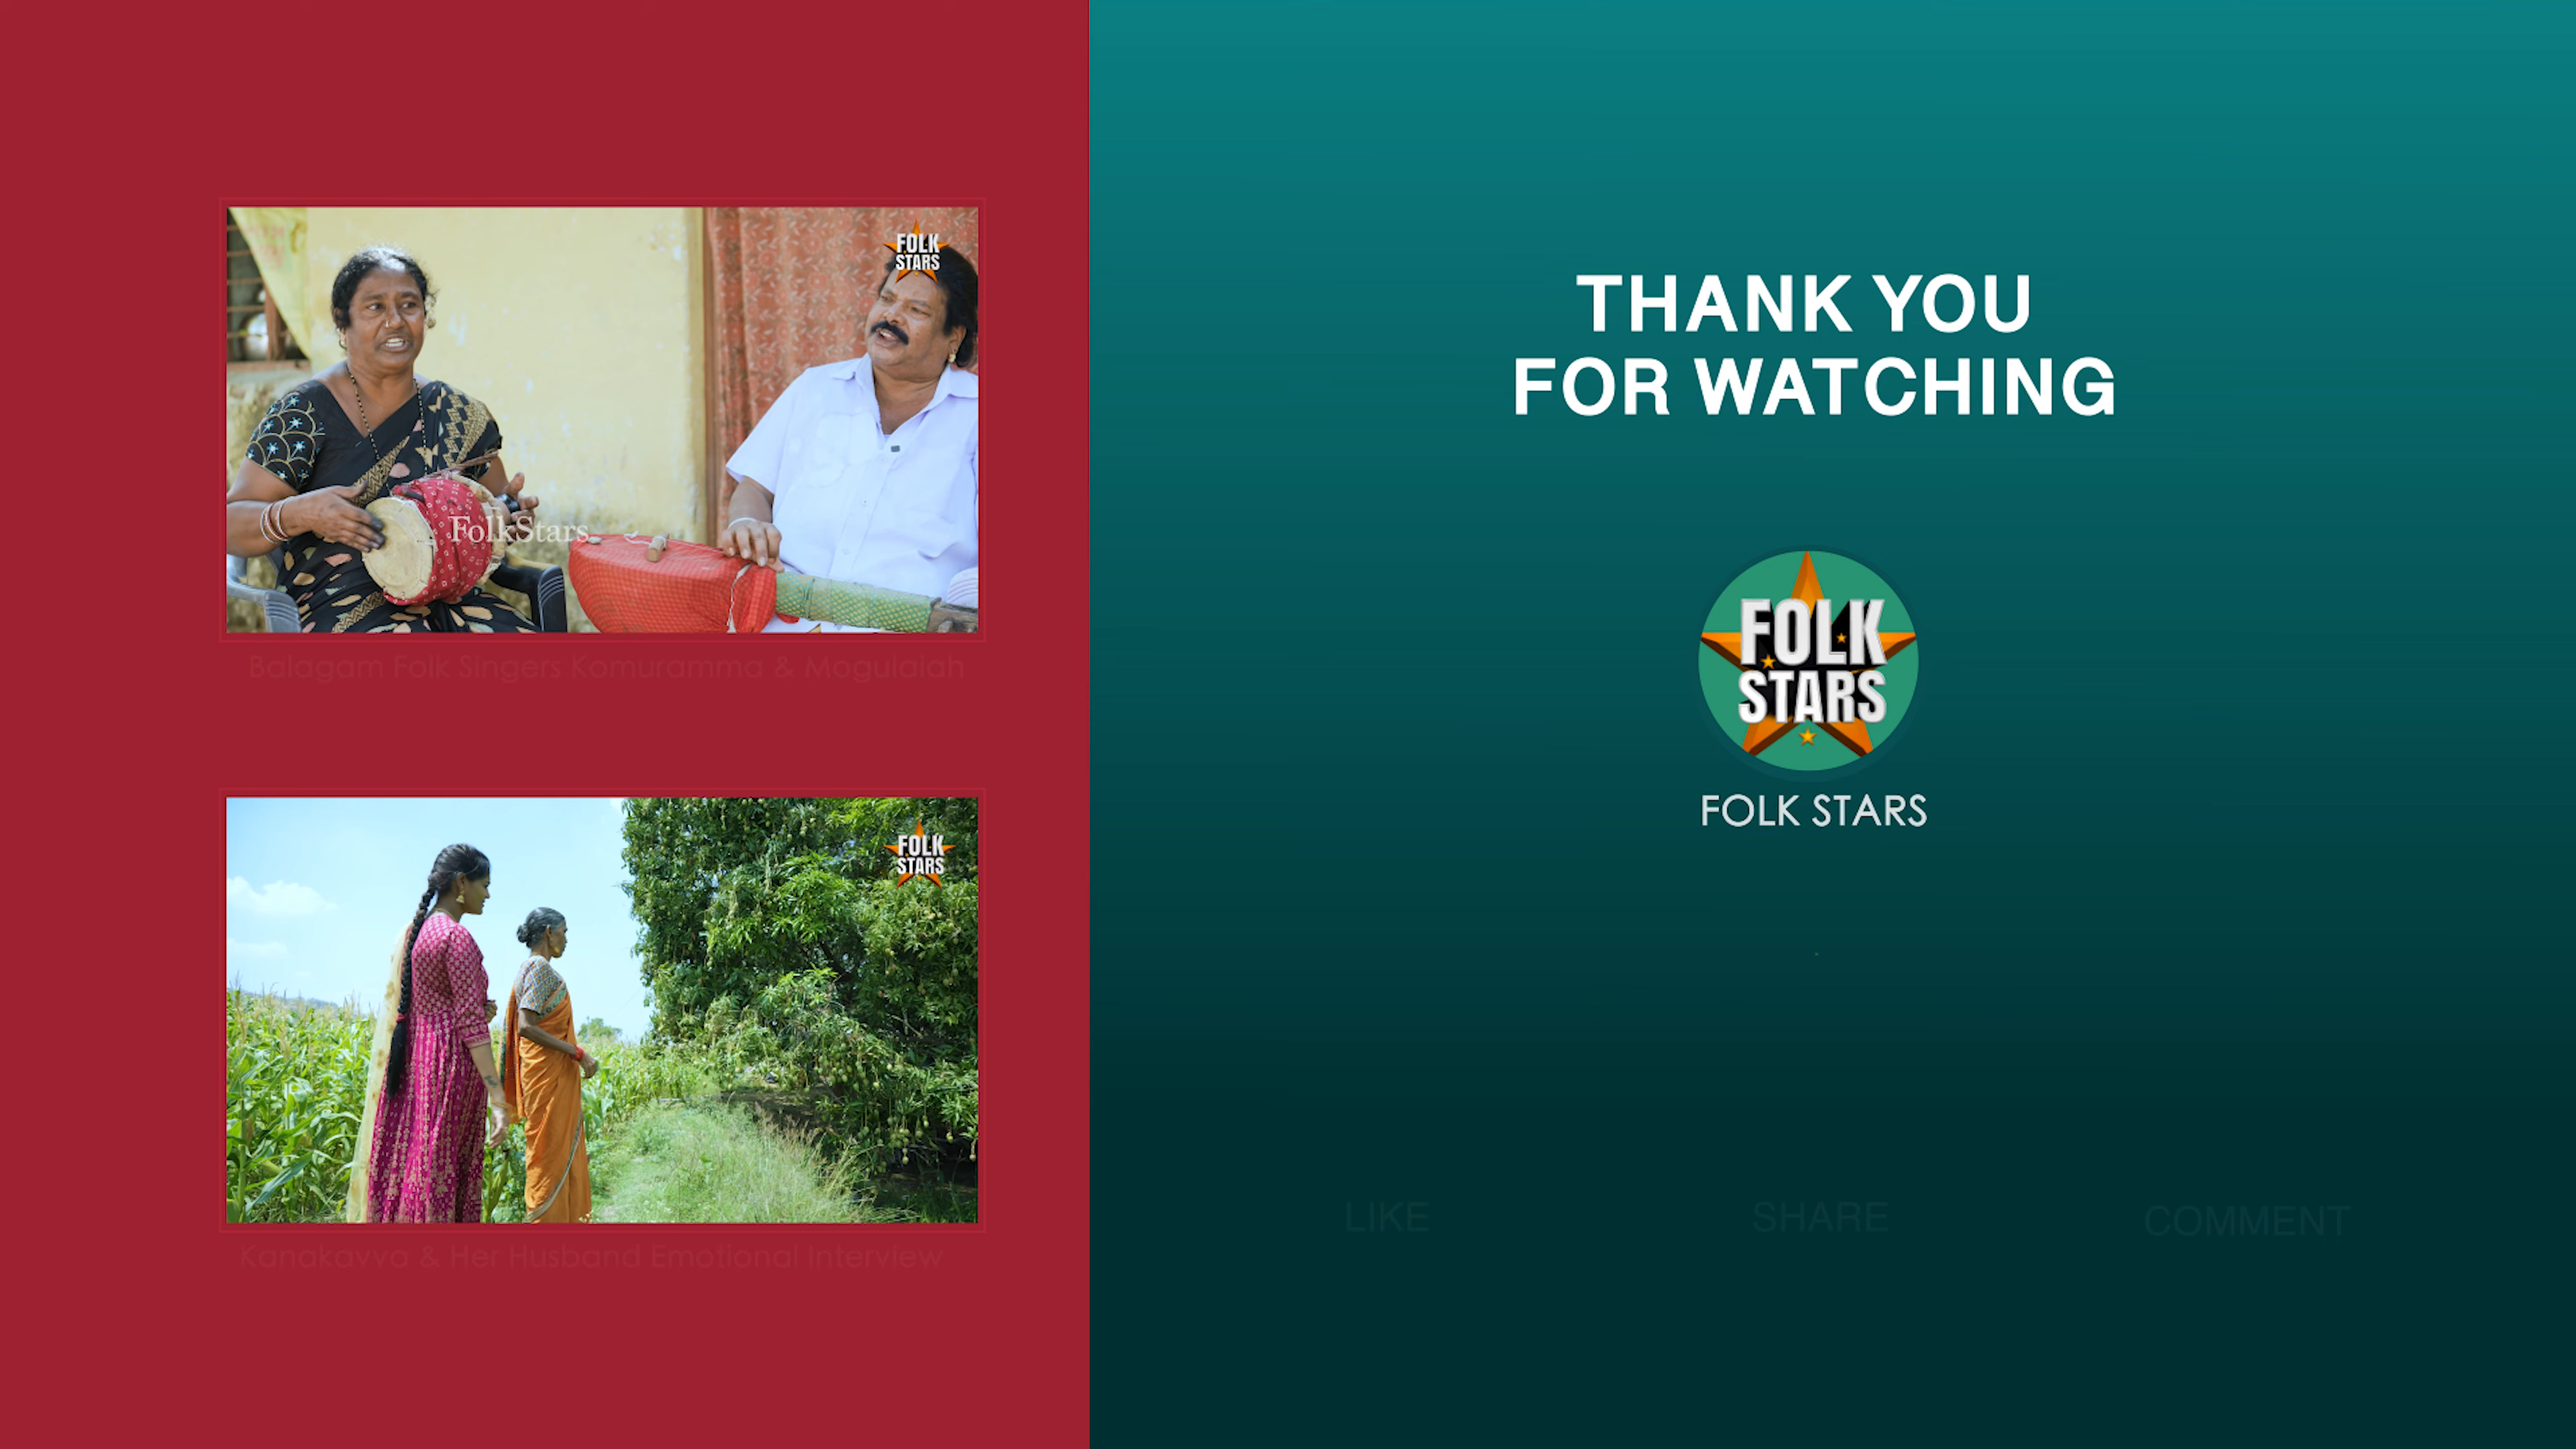 FOLK
STARS
FolkStars
Balagam Folk Singers Komuramma & Mogulaiah
FOLK
STARS
Kanakavva & Her Husband Emotional Interview
THANK YOU
FOR WATCHING
FOLK
STARS
FOLK STARS
LIKE
SHARE
COMMENT